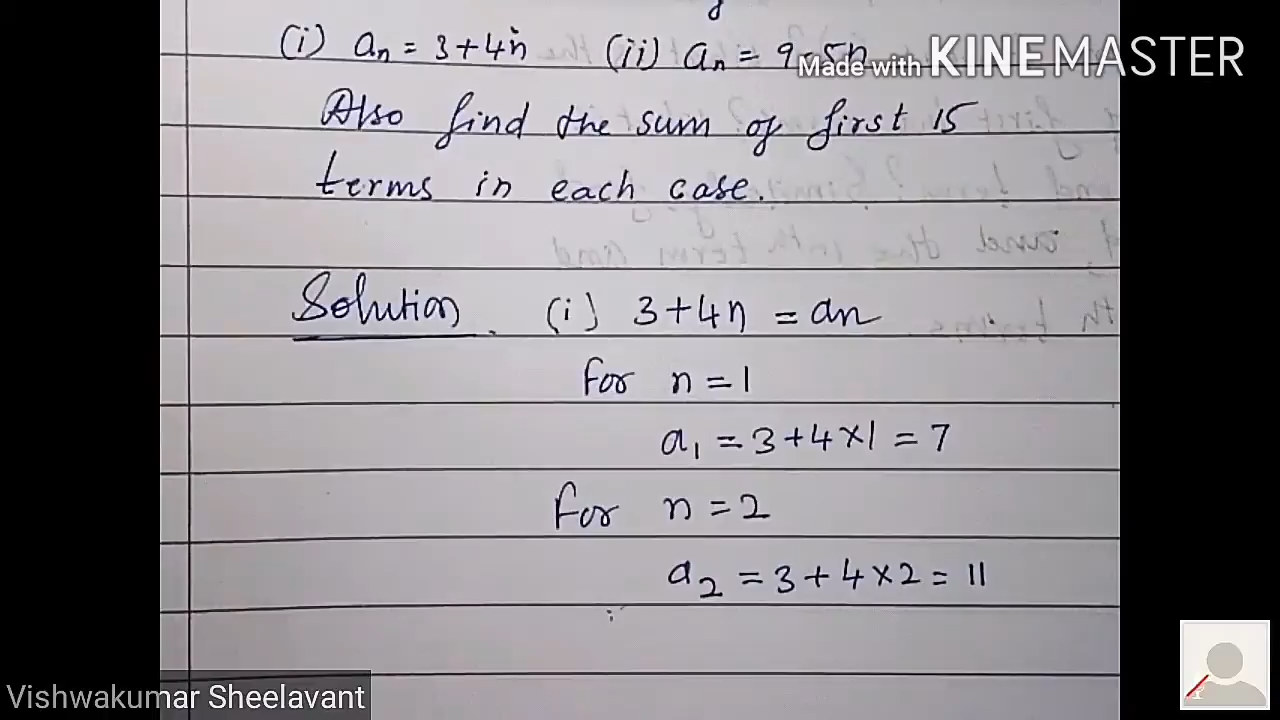 (i) an = 3+4n (ii) an = 9-5n
Made with KINEMASTER
Also find the sum of first 15
terms in each case.
Solution. (i) 3+4n = an
For n=1
a1 = 3+4×1 = 7
For n=2
a2 = 3+4×2 = 11
Vishwakumar Sheelavant